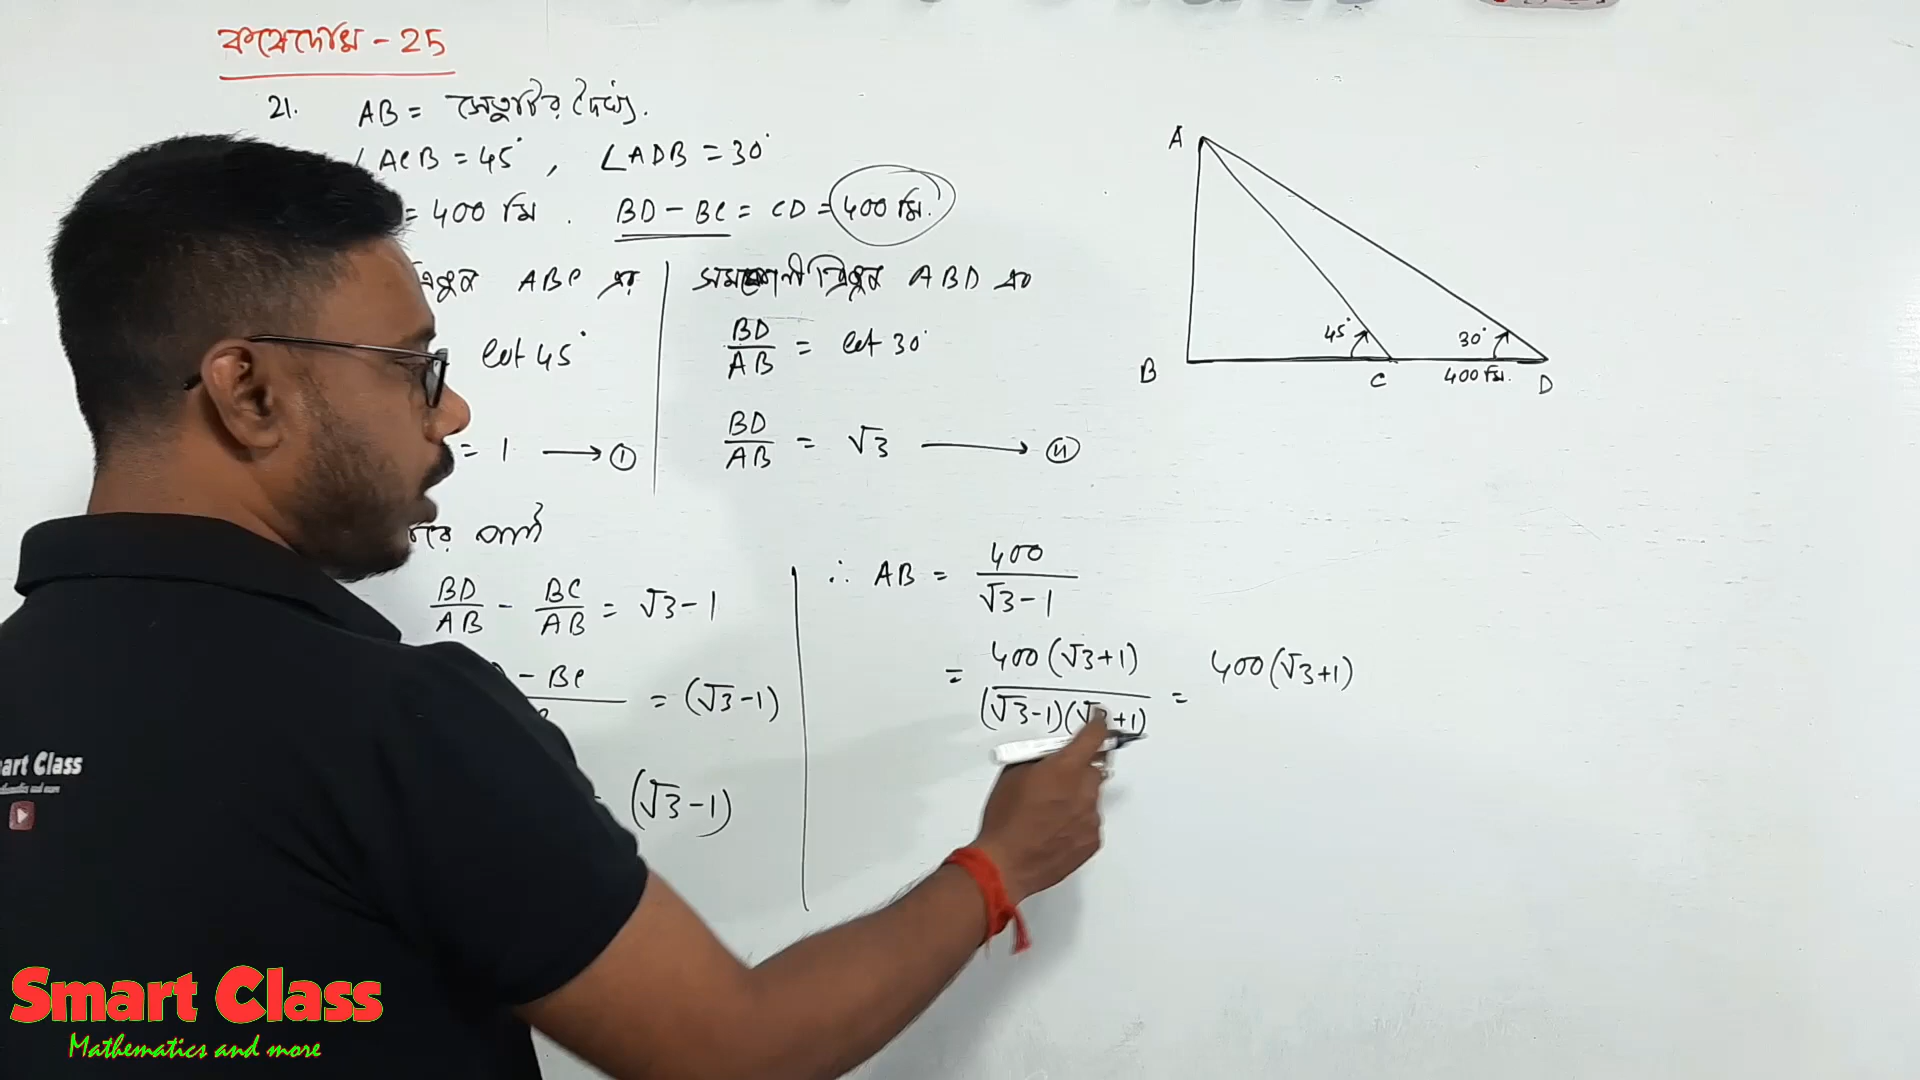 কষে দেখি - 25
21. AB = সেতুটির দৈর্ঘ্য.
∠ACB = 45°, ∠ADB = 30°
= 400 মি. BD - BC = CD = 400 মি.
ত্রিভুজ ABC এর
cot 45°
= 1 → ①
সমকোণী ত্রিভুজ ABD এর
BD/AB = cot 30°
BD/AB = √3 → ⑪
করে পাই
BD/AB - BC/AB = √3 - 1
- BC = (√3 - 1)
(√3 - 1)
∴ AB = 400/√3 - 1
= 400(√3+1)/(√3-1)(√3+1) = 400(√3+1)
A
B
C
D
45°
30°
400 মি.
art Class
Smart Class
Mathematics and more